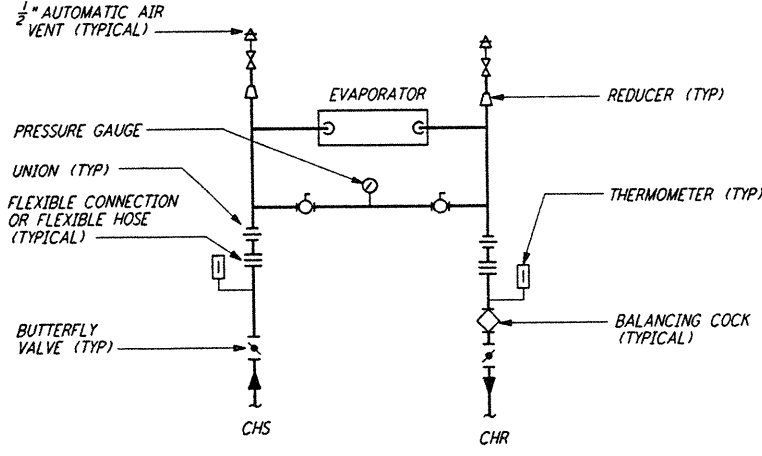 1/2" AUTOMATIC AIR
VENT (TYPICAL)
EVAPORATOR
REDUCER (TYP)
PRESSURE GAUGE
UNION (TYP)
FLEXIBLE CONNECTION
OR FLEXIBLE HOSE
(TYPICAL)
THERMOMETER (TYP)
BUTTERFLY
VALVE (TYP)
BALANCING COCK
(TYPICAL)
CHS
CHR